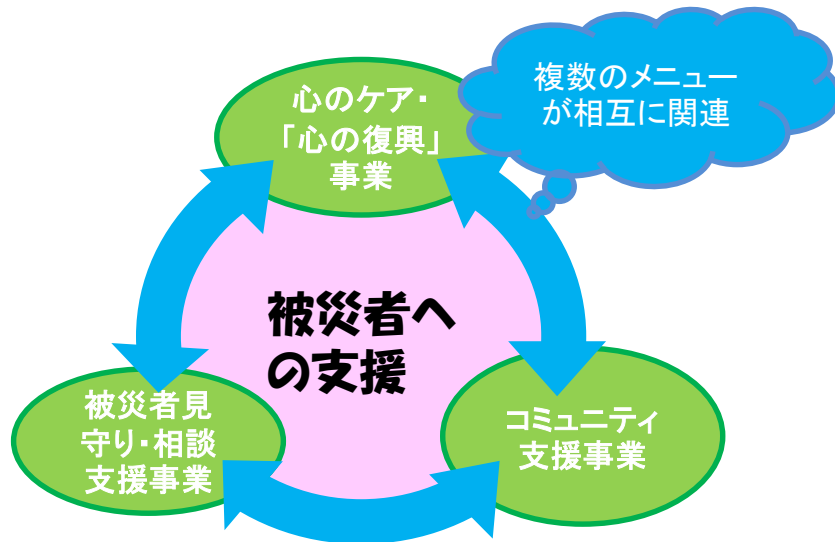 心のケア・
「心の復興」
事業
複数のメニュー
が相互に関連
被災者へ
の支援
被災者見
守り・相談
支援事業
コミュニティ
支援事業